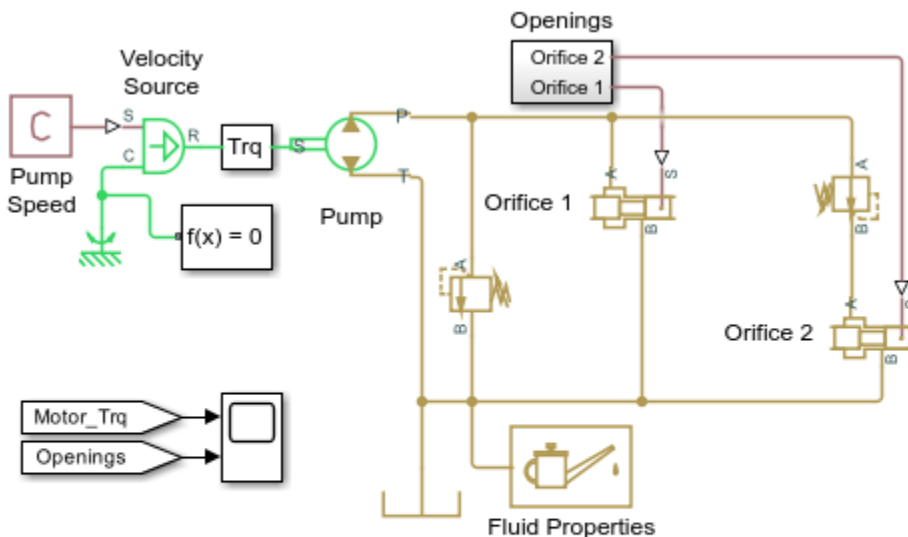 Openings
Orifice 2
Orifice 1
Velocity
Source
C
S
C
R
Trq
S
P
T
Pump
Speed
Pump
f(x) = 0
Orifice 1
A
S
B
A
B
A
B
Orifice 2
A
B
Motor_Trq
Openings
Fluid Properties